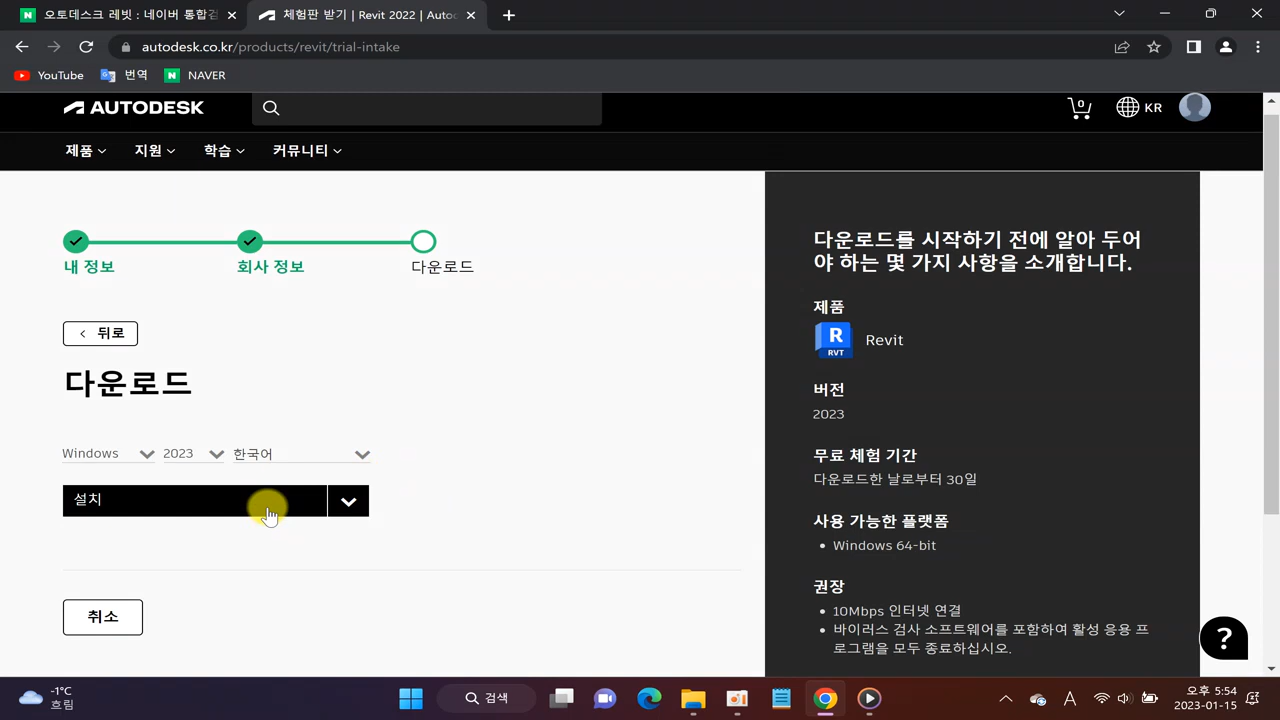 오토데스크 레빗 : 네이버 통합검
체험판 받기 | Revit 2022 | Autoc
autodesk.co.kr/products/revit/trial-intake
YouTube
번역
N NAVER
AUTODESK
0
KR
제품
지원
학습
커뮤니티
내 정보
회사 정보
다운로드
뒤로
다운로드
Windows
2023
한국어
설치
취소
다운로드를 시작하기 전에 알아 두어
야 하는 몇 가지 사항을 소개합니다.
제품
R
RVT
Revit
버전
2023
무료 체험 기간
다운로드한 날로부터 30일
사용 가능한 플랫폼
• Windows 64-bit
권장
• 10Mbps 인터넷 연결
• 바이러스 검사 소프트웨어를 포함하여 활성 응용 프
로그램을 모두 종료하십시오.
?
-1°C
흐림
검색
A
오후 5:54
2023-01-15